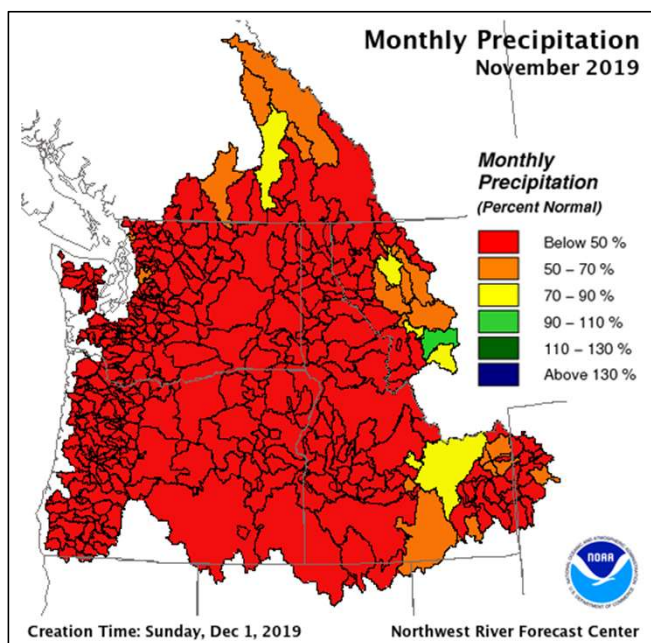 Monthly Precipitation
November 2019
Monthly
Precipitation
(Percent Normal)
Below 50 %
50 – 70 %
70 – 90 %
90 – 110 %
110 – 130 %
Above 130 %
NOAA
Creation Time: Sunday, Dec 1, 2019
Northwest River Forecast Center